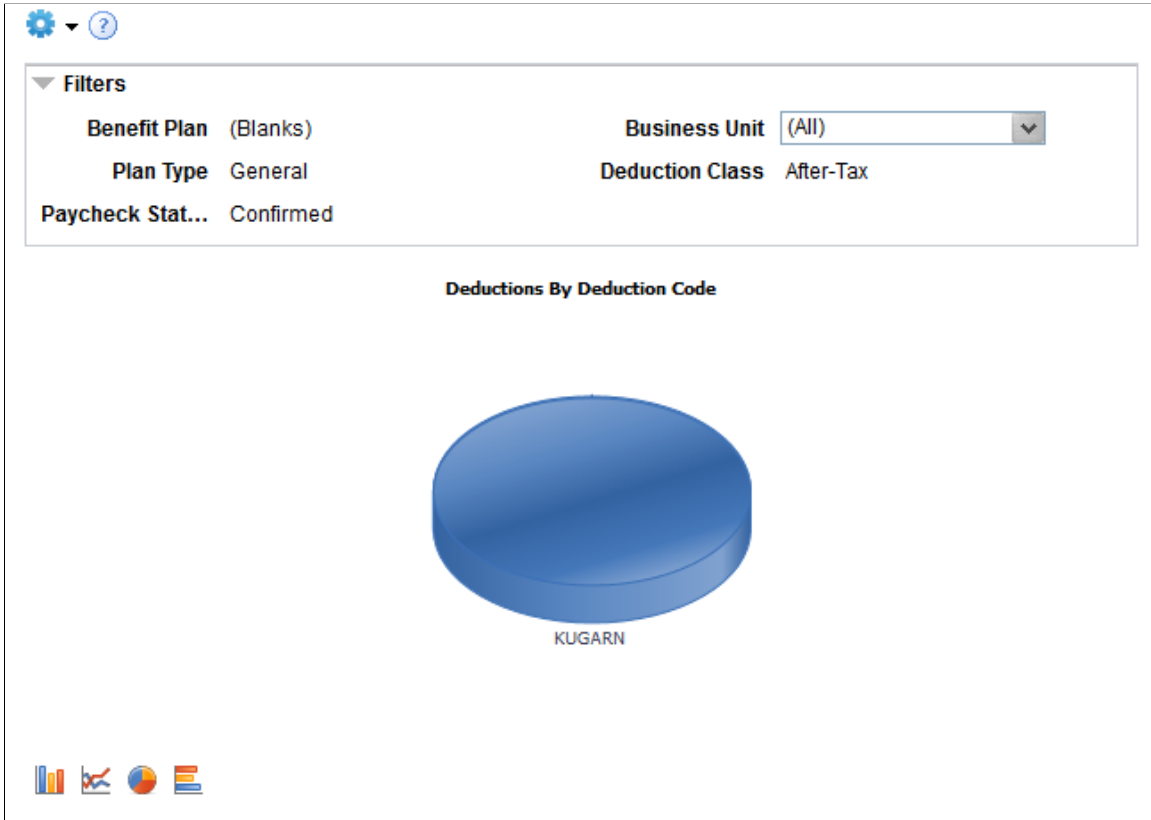 ?
Filters
Benefit Plan (Blanks) Business Unit (All)
Plan Type General Deduction Class After-Tax
Paycheck Stat... Confirmed
Deductions By Deduction Code
KUGARN